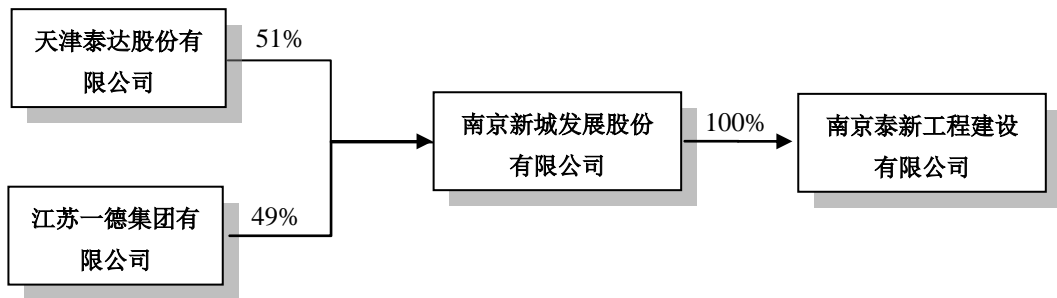 天津泰达股份有
限公司
51%
江苏一德集团有
限公司
49%
南京新城发展股份
有限公司
100%
南京泰新工程建设
有限公司